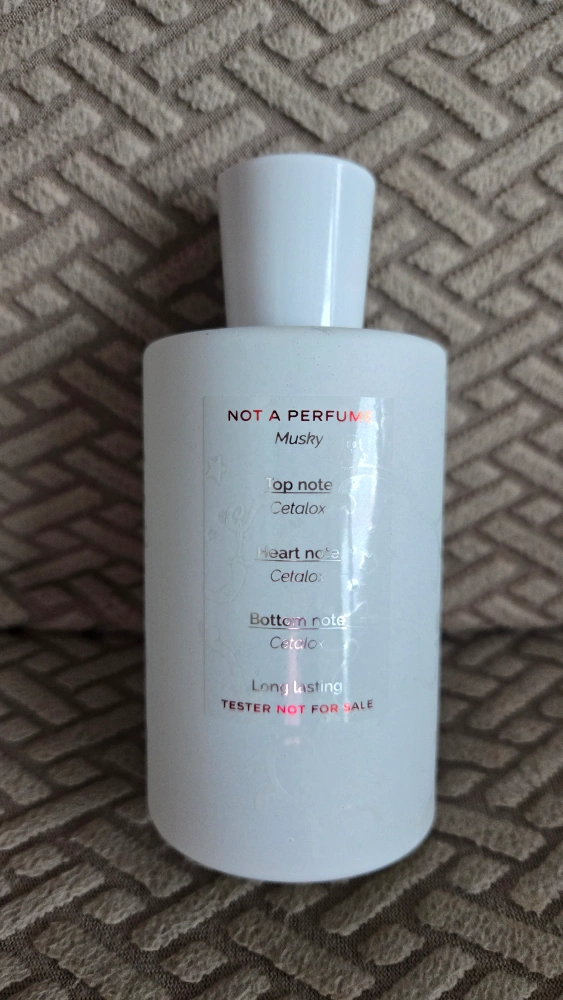 NOT A PERFUME
Musky
Top note
Cetalox
Heart note
Cetalox
Bottom note
Cetalox
Long lasting
TESTER NOT FOR SALE